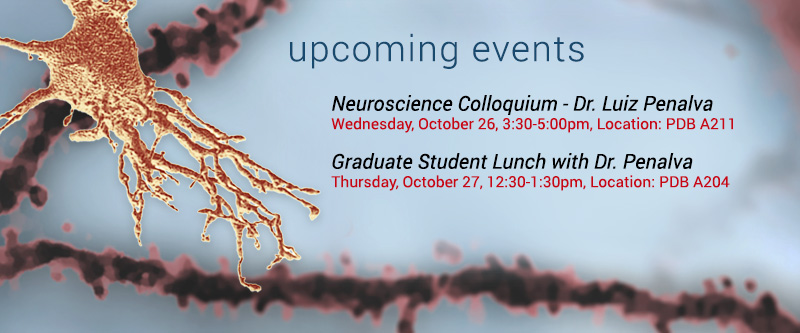 upcoming events
Neuroscience Colloquium - Dr. Luiz Penalva
Wednesday, October 26, 3:30-5:00pm, Location: PDB A211
Graduate Student Lunch with Dr. Penalva
Thursday, October 27, 12:30-1:30pm, Location: PDB A204